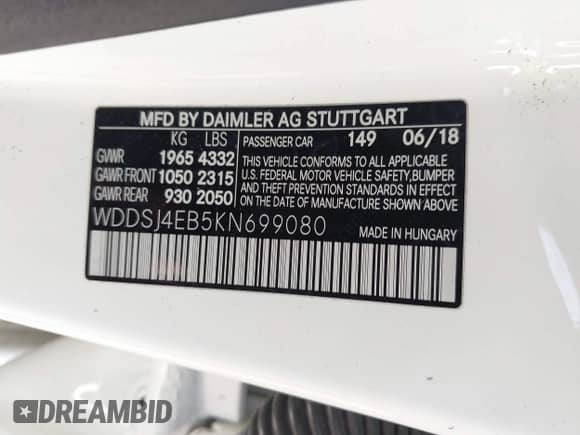 MFD BY DAIMLER AG STUTTGART
KG LBS PASSENGER CAR 149 06/18
GVWR 1965 4332
GAWR FRONT 1050 2315
GAWR REAR 930 2050
THIS VEHICLE CONFORMS TO ALL APPLICABLE
U.S. FEDERAL MOTOR VEHICLE SAFETY, BUMPER,
AND THEFT PREVENTION STANDARDS IN EFFECT
ON THE DATE OF MANUFACTURE SHOWN ABOVE.
WDDSJ4EB5KN699080 MADE IN HUNGARY
DREAMBID